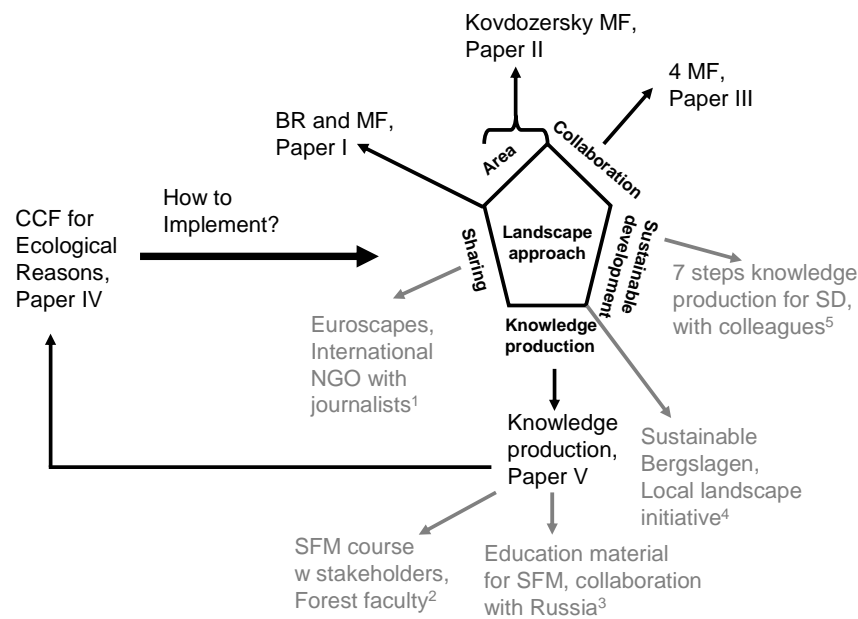 Kovdozersky MF,
Paper II
4 MF,
Paper III
BR and MF,
Paper I
Area
Collaboration
How to
Implement?
CCF for
Ecological
Reasons,
Paper IV
Landscape
approach
Sharing
Sustainable
development
Knowledge
production
7 steps knowledge
production for SD,
with colleagues⁵
Euroscapes,
International
NGO with
journalists¹
Knowledge
production,
Paper V
Sustainable
Bergslagen,
Local landscape
initiative⁴
SFM course
w stakeholders,
Forest faculty²
Education material
for SFM, collaboration
with Russia³